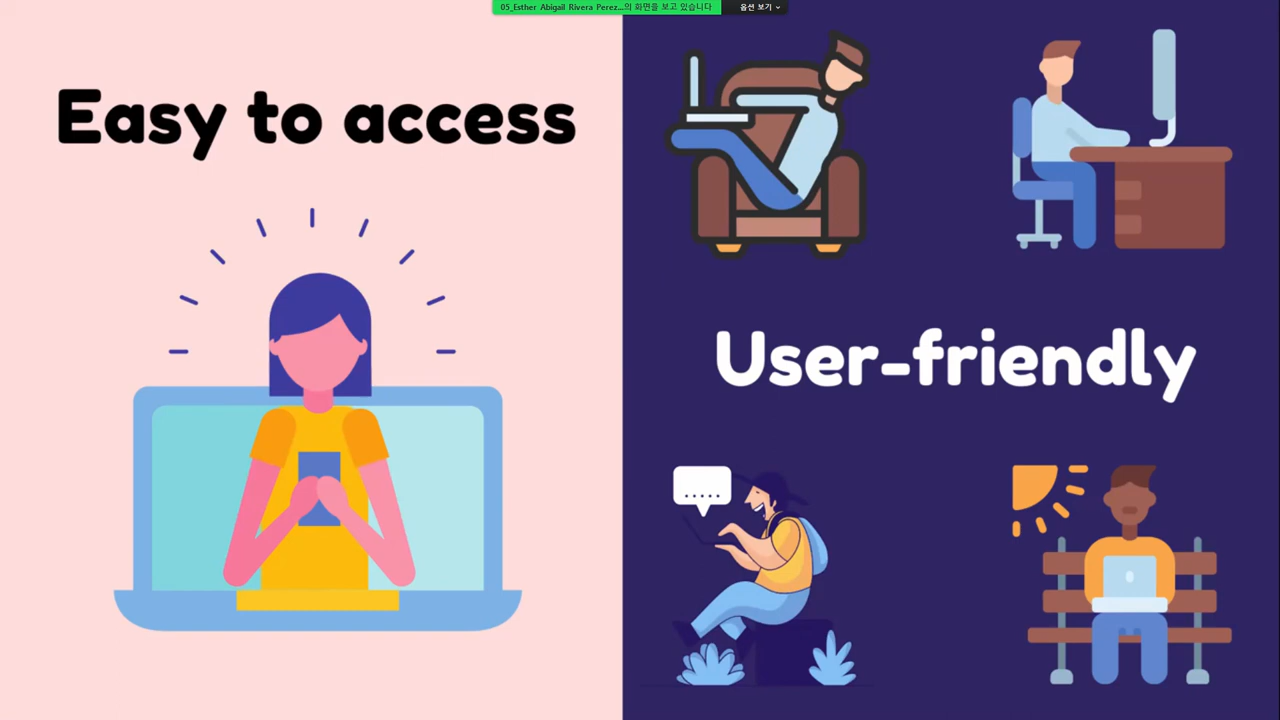 05_Esther Abigail Rivera Perez...의 화면을 보고 있습니다
옵션 보기
Easy to access
User-friendly
.....